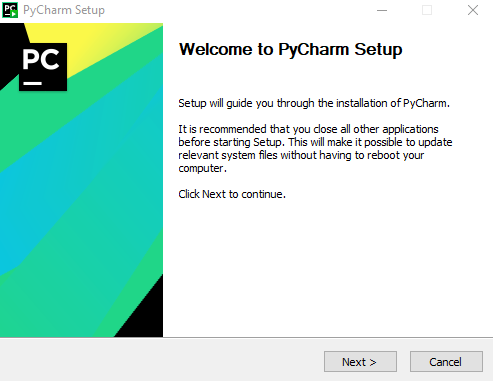 PyCharm Setup
PC
Welcome to PyCharm Setup
Setup will guide you through the installation of PyCharm.
It is recommended that you close all other applications
before starting Setup. This will make it possible to update
relevant system files without having to reboot your
computer.
Click Next to continue.
Next >
Cancel